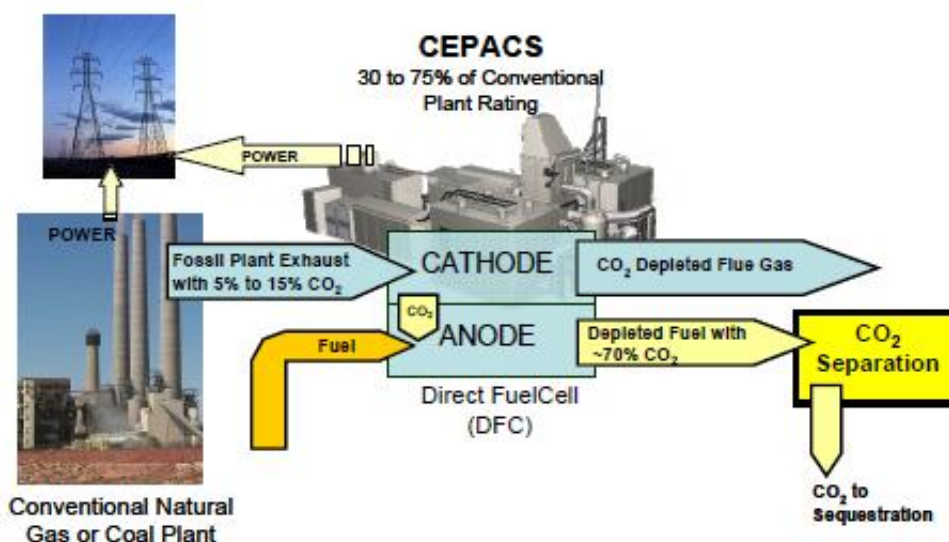 CEPACS
30 to 75% of Conventional
Plant Rating
POWER
POWER
Fossil Plant Exhaust
with 5% to 15% CO₂
CATHODE
CO₂ Depleted Flue Gas
CO₂
Fuel
ANODE
Depleted Fuel with
~70% CO₂
CO₂
Separation
Direct FuelCell
(DFC)
CO₂ to
Sequestration
Conventional Natural
Gas or Coal Plant